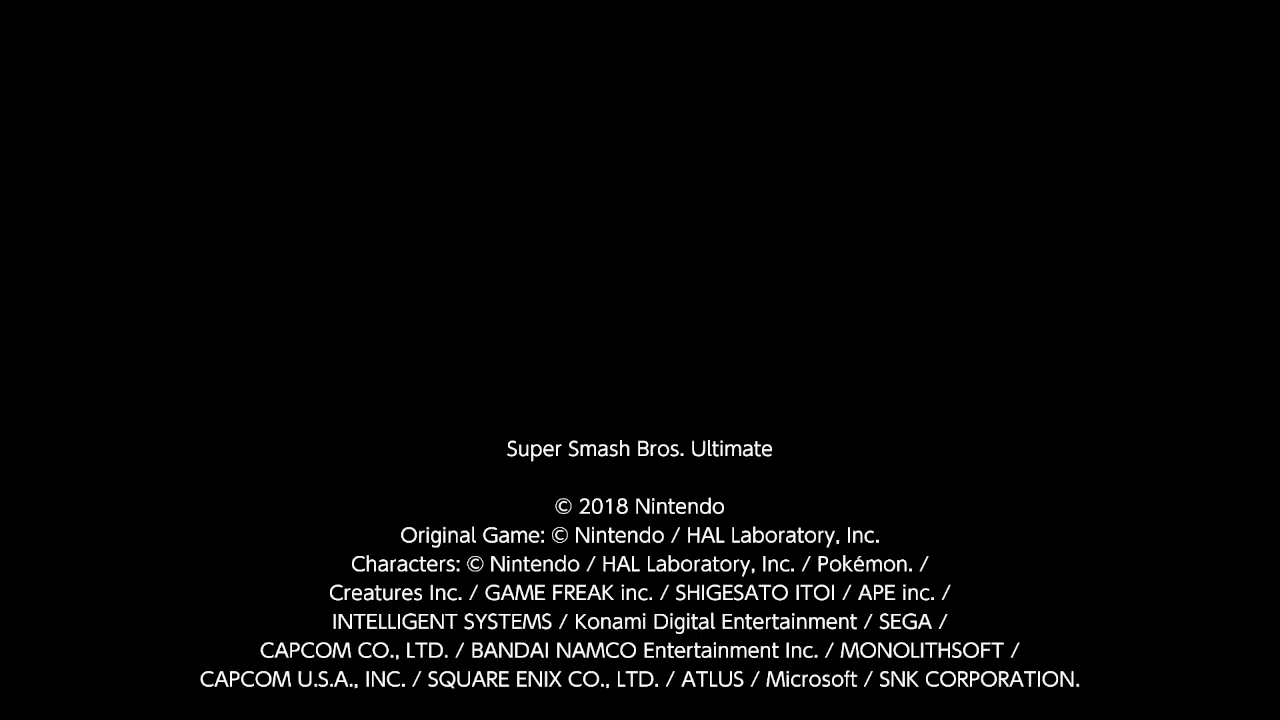 Super Smash Bros. Ultimate
© 2018 Nintendo
Original Game: © Nintendo / HAL Laboratory, Inc.
Characters: © Nintendo / HAL Laboratory, Inc. / Pokémon. /
Creatures Inc. / GAME FREAK inc. / SHIGESATO ITOI / APE inc. /
INTELLIGENT SYSTEMS / Konami Digital Entertainment / SEGA /
CAPCOM CO., LTD. / BANDAI NAMCO Entertainment Inc. / MONOLITHSOFT /
CAPCOM U.S.A., INC. / SQUARE ENIX CO., LTD. / ATLUS / Microsoft / SNK CORPORATION.